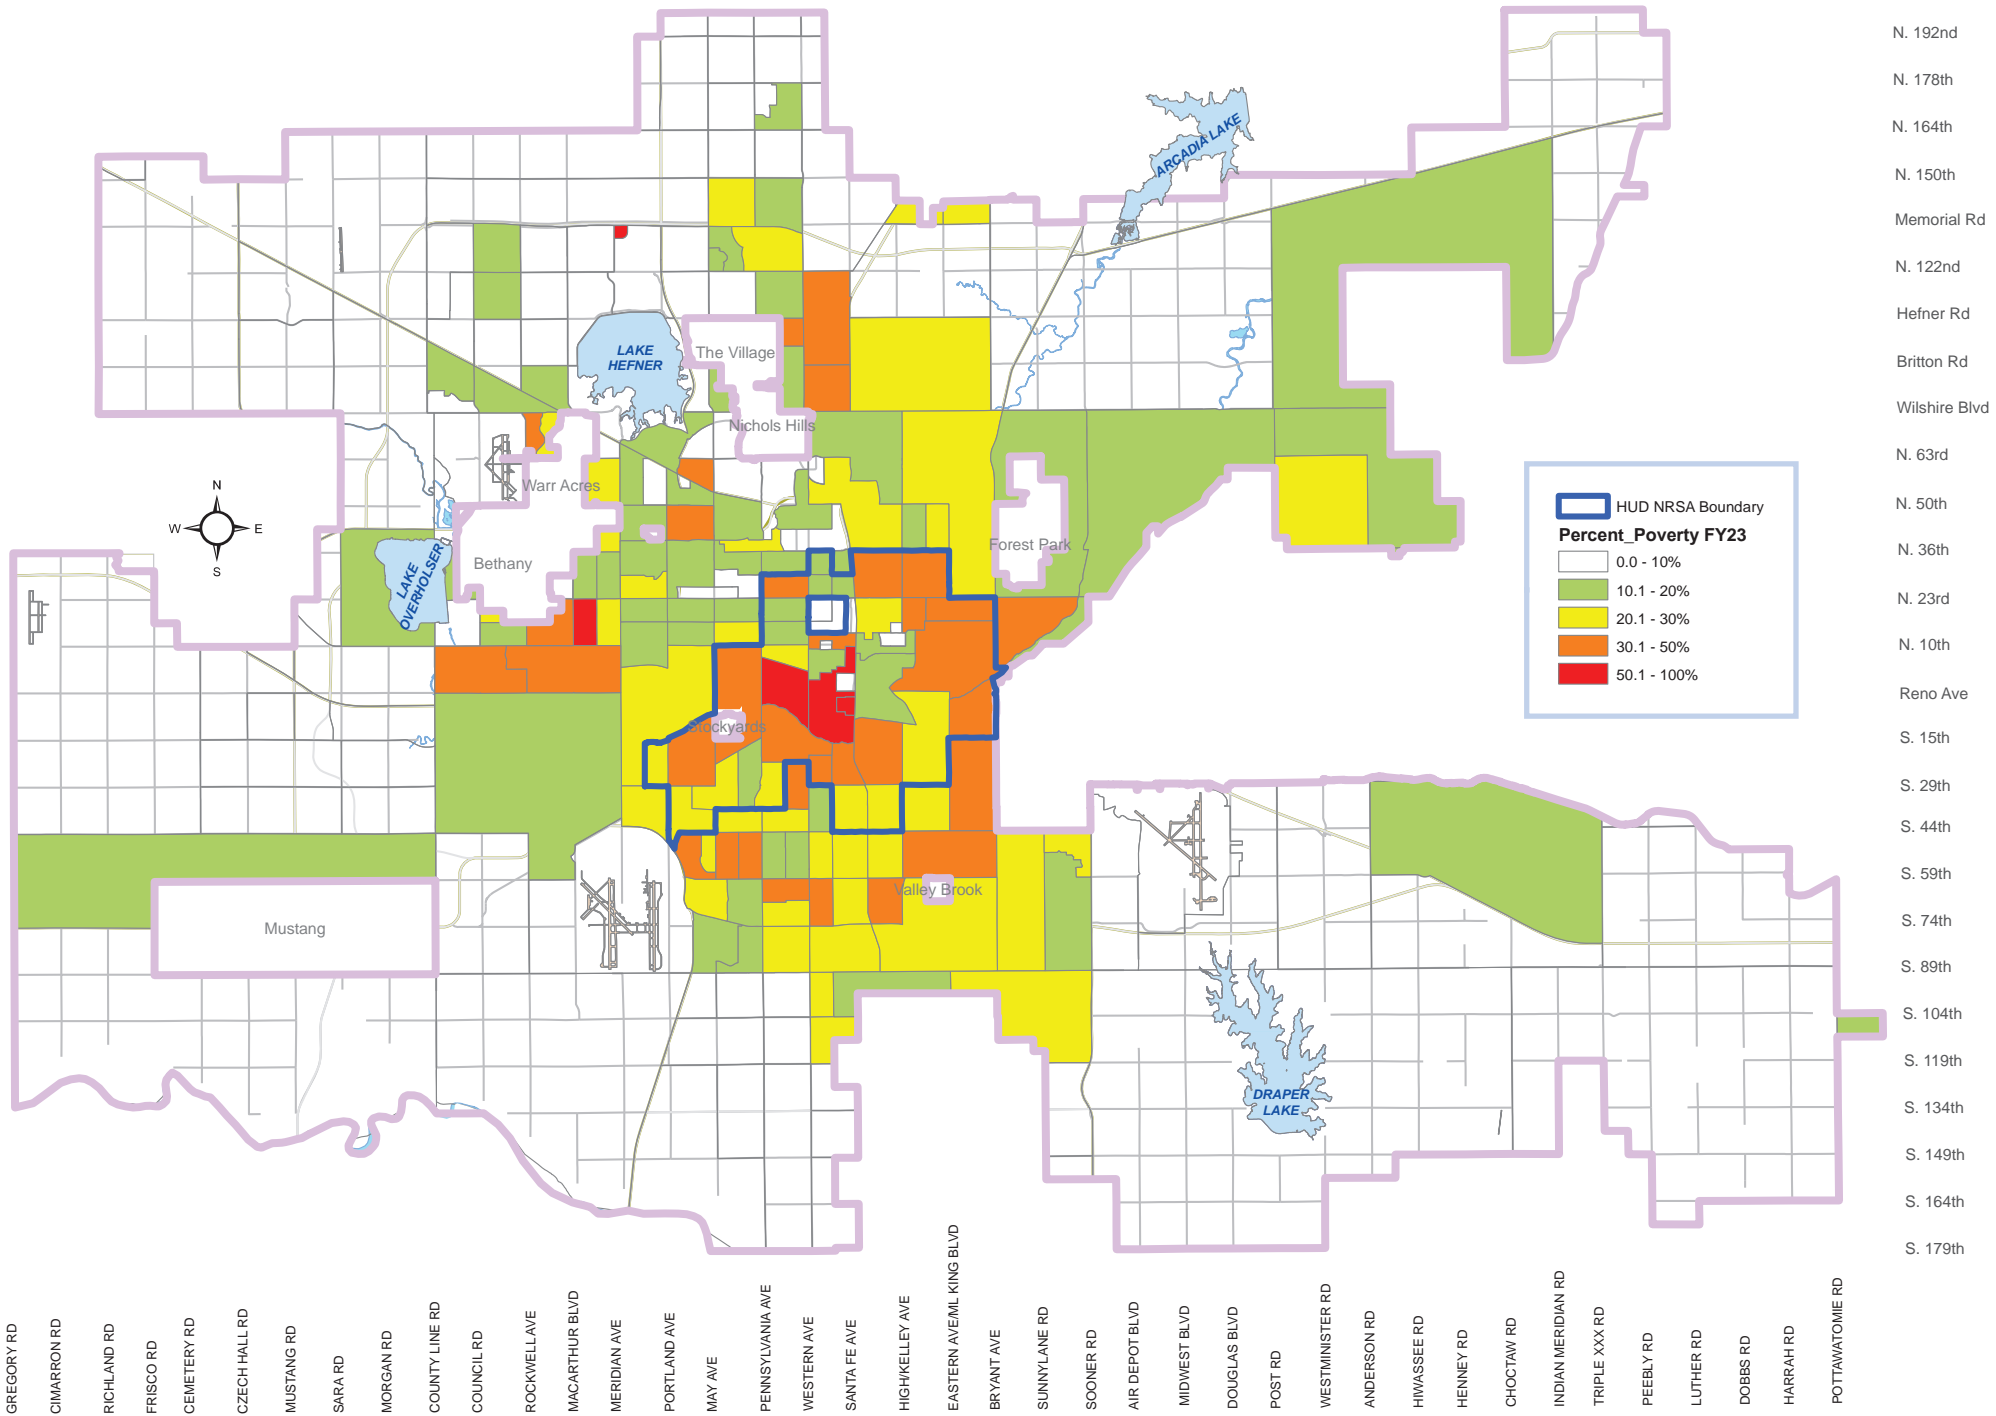 N. 192nd
N. 178th
N. 164th
N. 150th
Memorial Rd
N. 122nd
Hefner Rd
Britton Rd
Wilshire Blvd
N. 63rd
N. 50th
N. 36th
N. 23rd
N. 10th
Reno Ave
S. 15th
S. 29th
S. 44th
S. 59th
S. 74th
S. 89th
S. 104th
S. 119th
S. 134th
S. 149th
S. 164th
S. 179th
ARCADIA LAKE
LAKE
HEFNER
The Village
Nichols Hills
Warr Acres
N
W
E
S
LAKE
OVERHOLSER
Bethany
Forest Park
Stockyards
Valley Brook
Mustang
DRAPER
LAKE
HUD NRSA Boundary
Percent_Poverty FY23
0.0 - 10%
10.1 - 20%
20.1 - 30%
30.1 - 50%
50.1 - 100%
GREGORY RD
CIMARRON RD
RICHLAND RD
FRISCO RD
CEMETERY RD
CZECH HALL RD
MUSTANG RD
SARA RD
MORGAN RD
COUNTY LINE RD
COUNCIL RD
ROCKWELL AVE
MACARTHUR BLVD
MERIDIAN AVE
PORTLAND AVE
MAY AVE
PENNSYLVANIA AVE
WESTERN AVE
SANTA FE AVE
HIGH/KELLEY AVE
EASTERN AVE/ML KING BLVD
BRYANT AVE
SUNNYLANE RD
SOONER RD
AIR DEPOT BLVD
MIDWEST BLVD
DOUGLAS BLVD
POST RD
WESTMINISTER RD
ANDERSON RD
HIWASSEE RD
HENNEY RD
CHOCTAW RD
INDIAN MERIDIAN RD
TRIPLE XXX RD
PEEBLY RD
LUTHER RD
DOBBS RD
HARRAH RD
POTTAWATOMIE RD